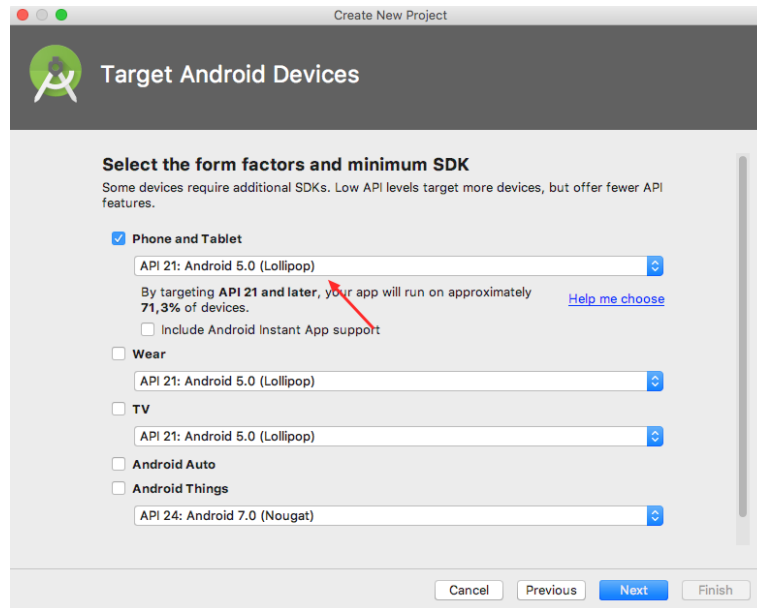 Create New Project
Target Android Devices
Select the form factors and minimum SDK
Some devices require additional SDKs. Low API levels target more devices, but offer fewer API
features.
Phone and Tablet
API 21: Android 5.0 (Lollipop)
By targeting API 21 and later, your app will run on approximately
71,3% of devices.
Help me choose
Include Android Instant App support
Wear
API 21: Android 5.0 (Lollipop)
TV
API 21: Android 5.0 (Lollipop)
Android Auto
Android Things
API 24: Android 7.0 (Nougat)
Cancel Previous Next Finish